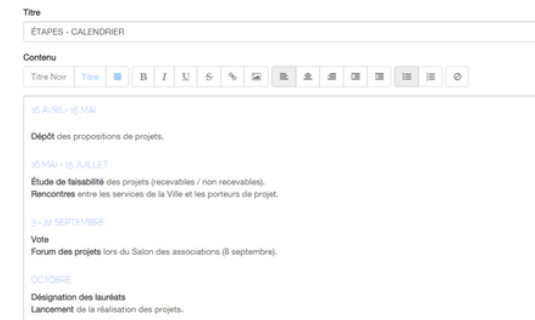 Titre
ÉTAPES - CALENDRIER
Contenu
Titre Noir Titre B I U S
16 AVRIL- 15 MAI
Dépôt des propositions de projets.
16 MAI - 15 JUILLET
Étude de faisabilité des projets (recevables / non recevables).
Rencontres entre les services de la Ville et les porteurs de projet.
3 - 22 SEPTEMBRE
Vote
Forum des projets lors du Salon des associations (8 septembre).
OCTOBRE
Désignation des lauréats
Lancement de la réalisation des projets.